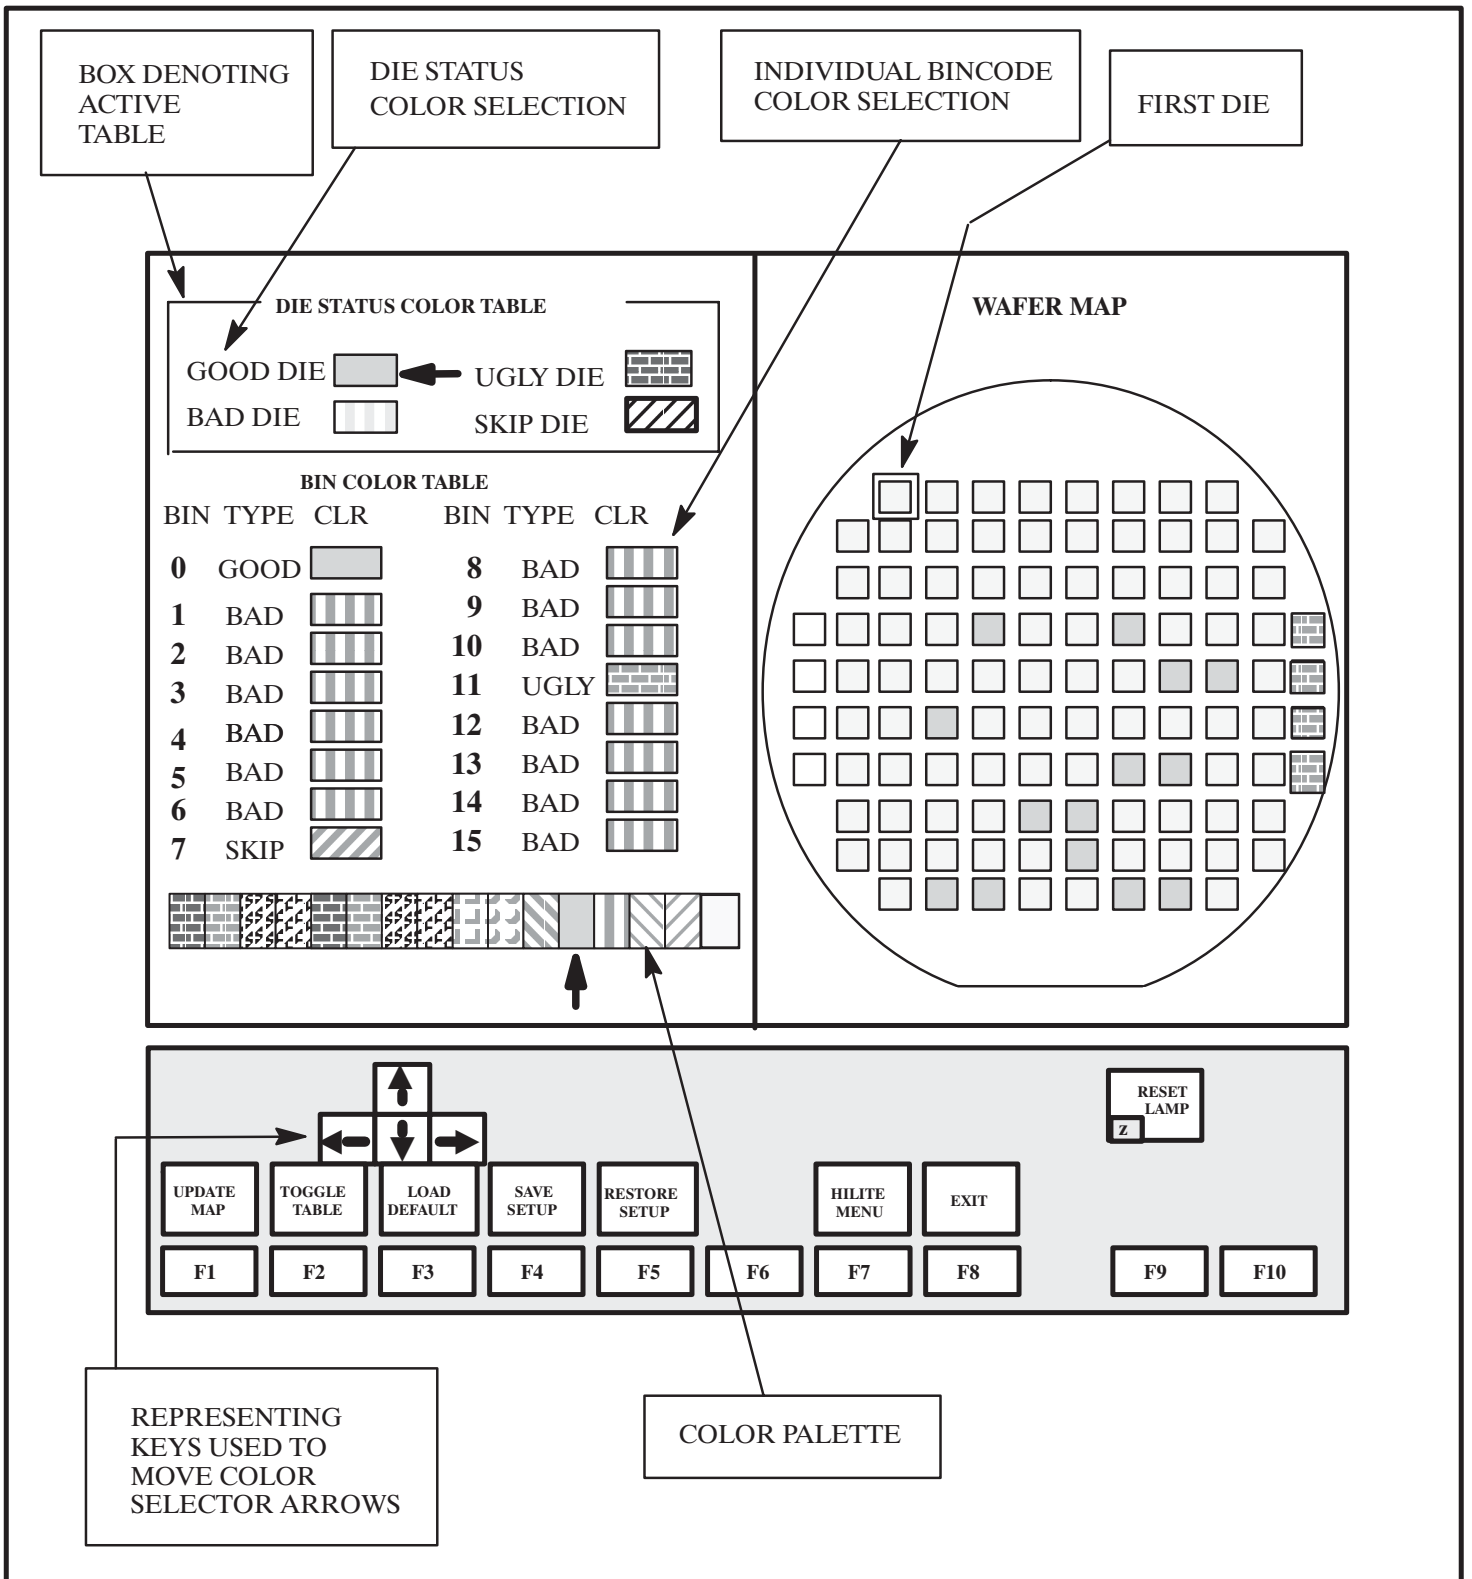 BOX DENOTING
ACTIVE
TABLE
DIE STATUS
COLOR SELECTION
INDIVIDUAL BINCODE
COLOR SELECTION
FIRST DIE
DIE STATUS COLOR TABLE
GOOD DIE
UGLY DIE
BAD DIE
SKIP DIE
BIN COLOR TABLE
BIN TYPE CLR BIN TYPE CLR
0 GOOD 8 BAD
1 BAD 9 BAD
2 BAD 10 BAD
3 BAD 11 UGLY
4 BAD 12 BAD
5 BAD 13 BAD
6 BAD 14 BAD
7 SKIP 15 BAD
WAFER MAP
RESET
LAMP
Z
UPDATE
MAP
TOGGLE
TABLE
LOAD
DEFAULT
SAVE
SETUP
RESTORE
SETUP
HILITE
MENU
EXIT
F1 F2 F3 F4 F5 F6 F7 F8 F9 F10
REPRESENTING
KEYS USED TO
MOVE COLOR
SELECTOR ARROWS
COLOR PALETTE